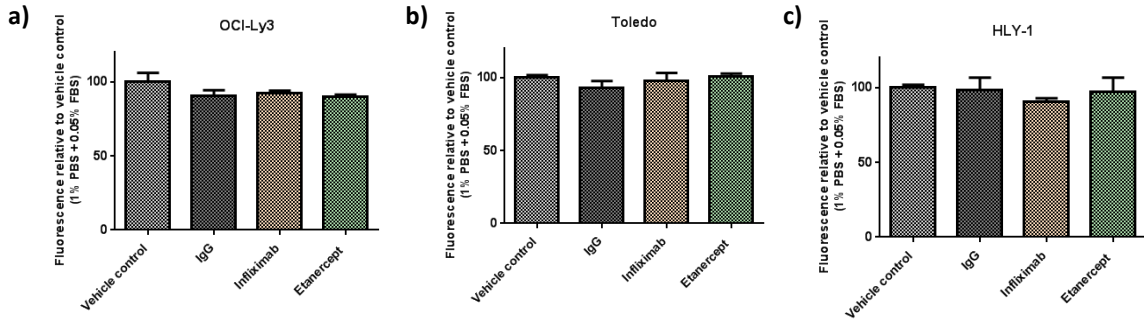 a)
OCI-Ly3
Fluorescence relative to vehicle control
(1% PBS + 0.05% FBS)
100
50
0
Vehicle control
IgG
Infliximab
Etanercept
b)
Toledo
Fluorescence relative to vehicle control
(1% PBS + 0.05% FBS)
100
50
0
Vehicle control
IgG
Infliximab
Etanercept
c)
HLY-1
Fluorescence relative to vehicle control
(1% PBS + 0.05% FBS)
100
50
0
Vehicle control
IgG
Infliximab
Etanercept